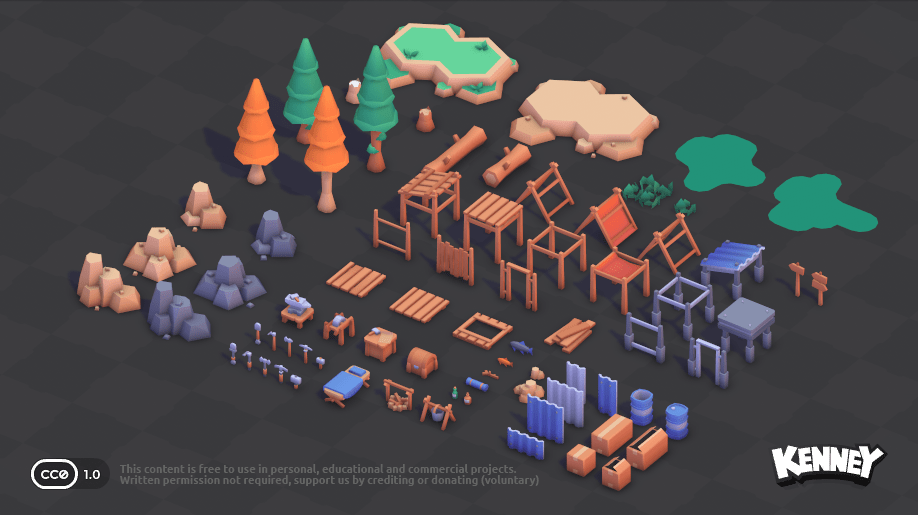 CC0 1.0
This content is free to use in personal, educational and commercial projects.
Written permission not required, support us by crediting or donating (voluntary)
KENNEY